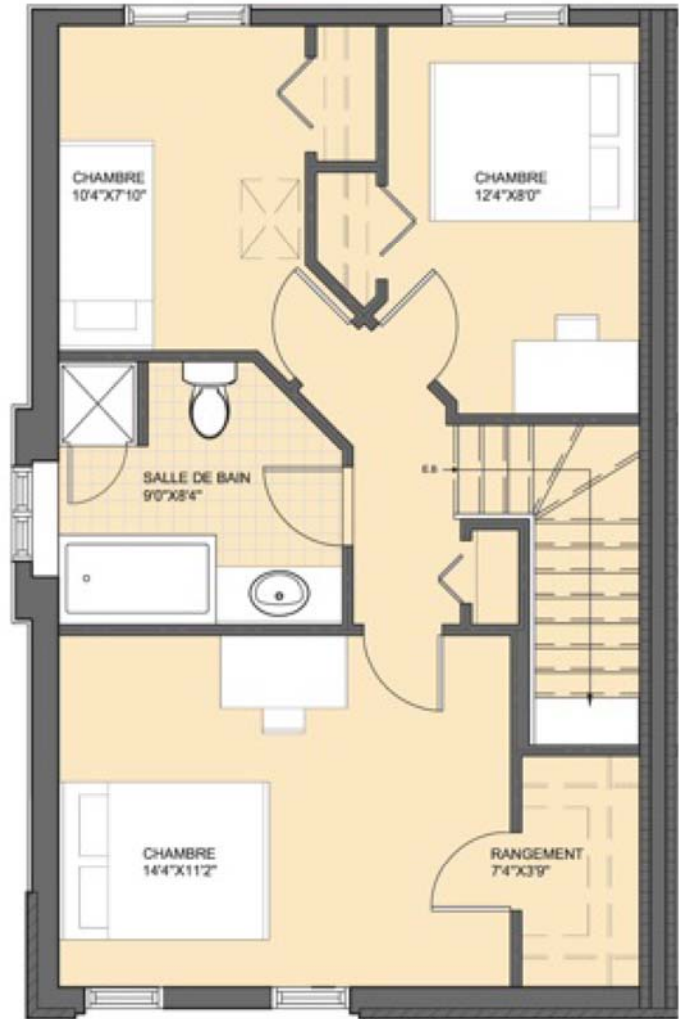 CHAMBRE
10'4"X7'10"
CHAMBRE
12'4"X8'0"
SALLE DE BAIN
9'0"X8'4"
CHAMBRE
14'4"X11'2"
RANGEMENT
7'4"X3'9"